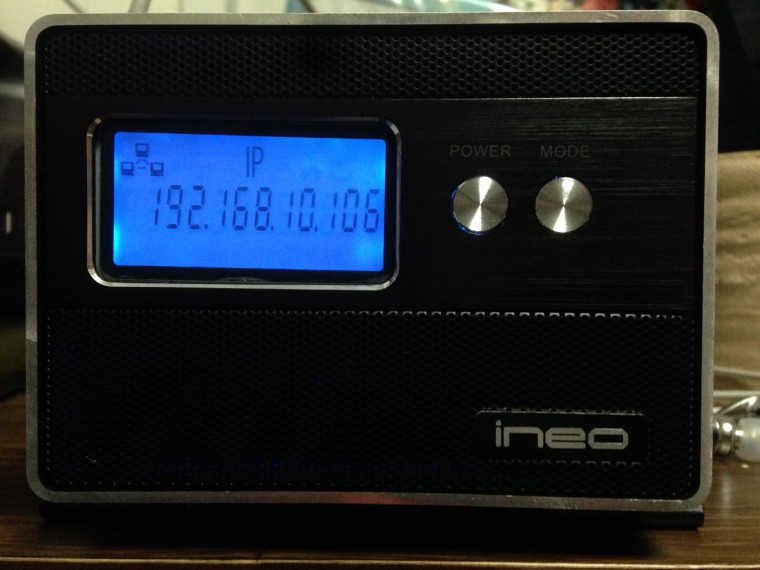 IP
192.168.10.106
POWER MODE
ineo